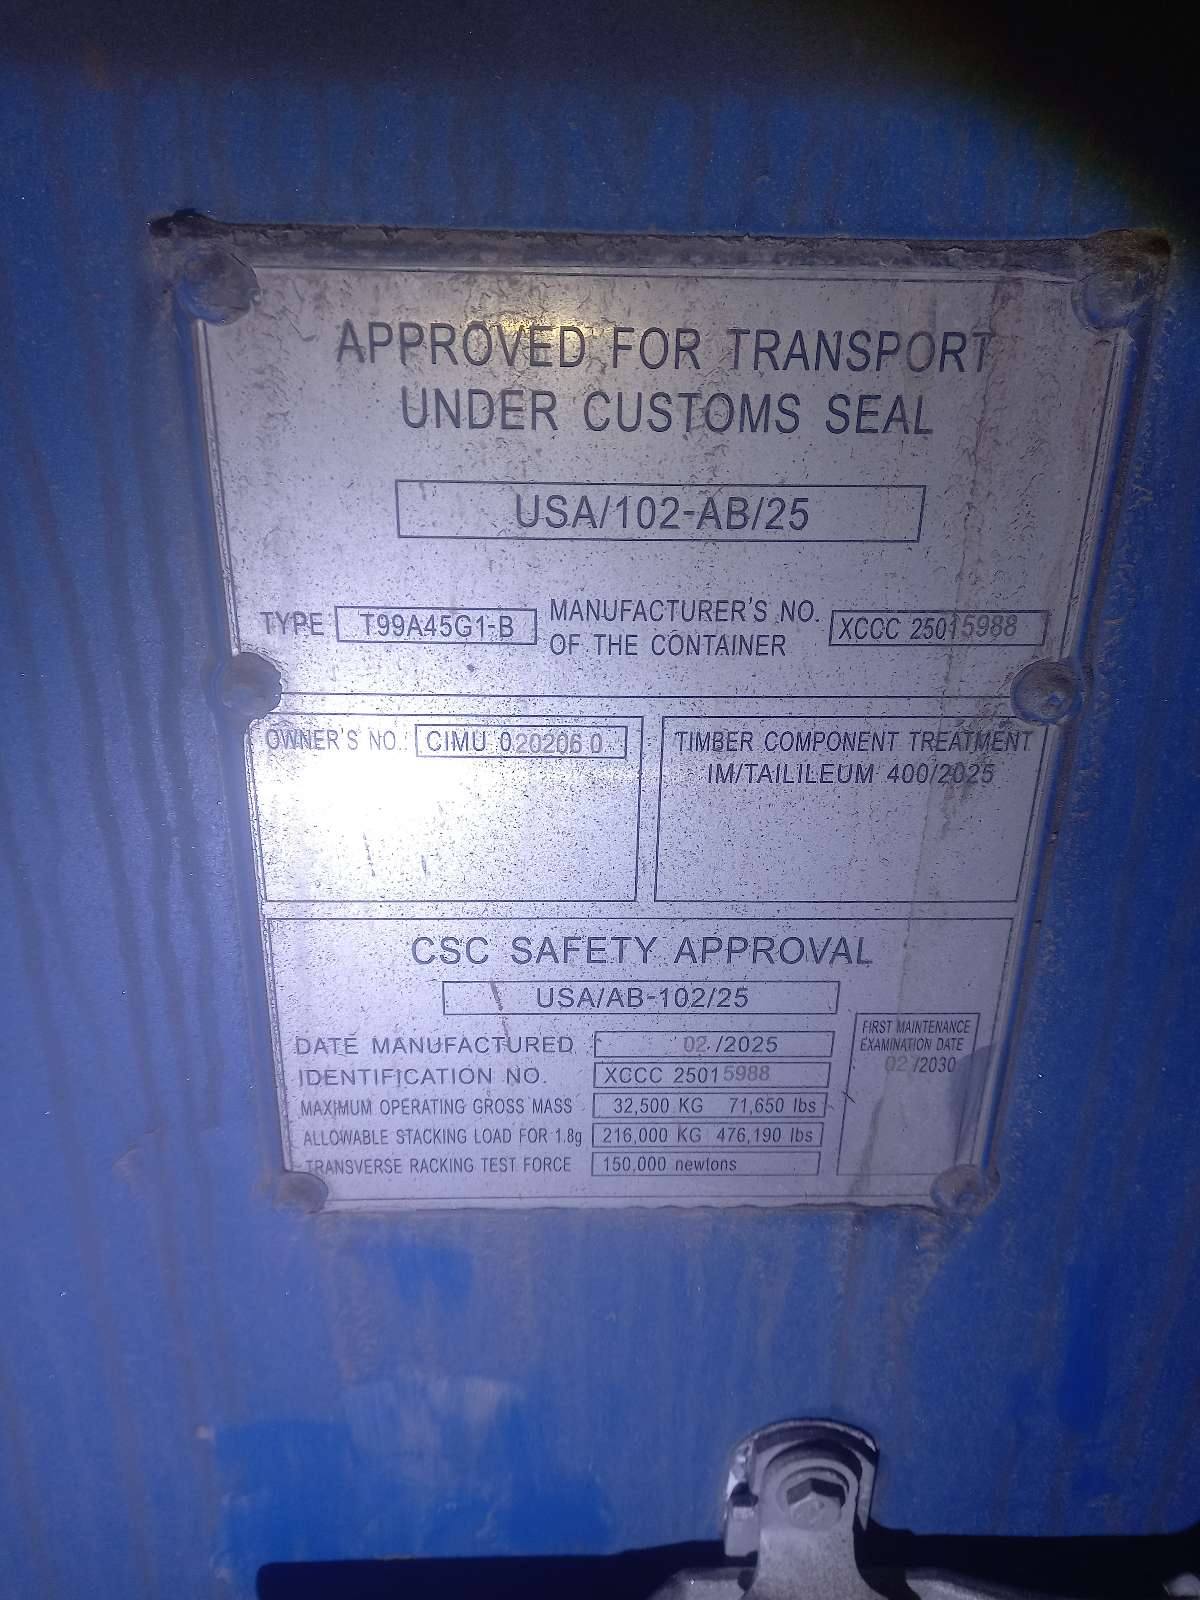 APPROVED FOR TRANSPORT
UNDER CUSTOMS SEAL
USA/102-AB/25
TYPE T99A45G1-B MANUFACTURER'S NO. OF THE CONTAINER XCCC 25015988
OWNER'S NO.: CIMU 020206 0
TIMBER COMPONENT TREATMENT
IM/TAILILEUM 400/2025
CSC SAFETY APPROVAL
USA/AB-102/25
DATE MANUFACTURED 02 /2025
IDENTIFICATION NO. XCCC 25015988
MAXIMUM OPERATING GROSS MASS 32,500 KG 71,650 lbs
ALLOWABLE STACKING LOAD FOR 1.8g 216,000 KG 476,190 lbs
TRANSVERSE RACKING TEST FORCE 150,000 newtons
FIRST MAINTENANCE
EXAMINATION DATE
02 /2030